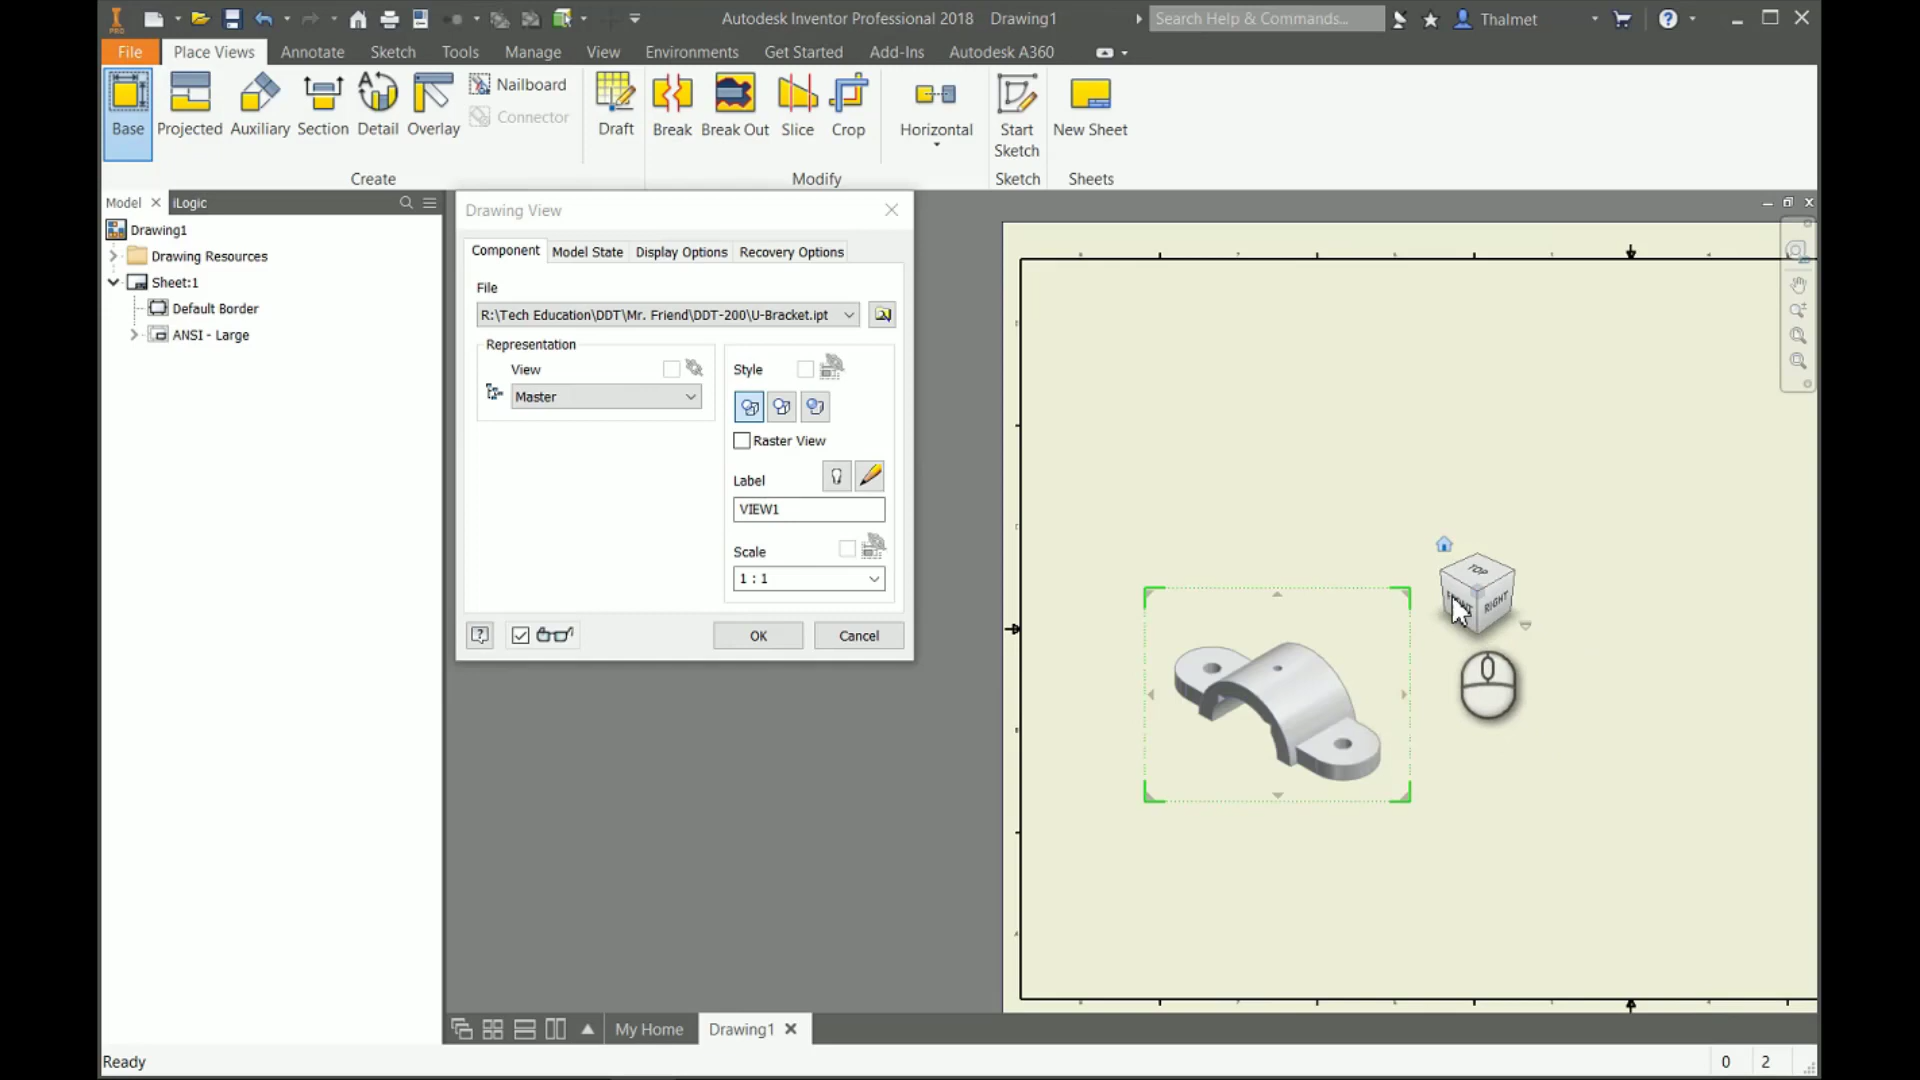 PRO
Autodesk Inventor Professional 2018 Drawing1
Search Help & Commands...
Thalmet
File Place Views Annotate Sketch Tools Manage View Environments Get Started Add-Ins Autodesk A360
Base Projected Auxiliary Section Detail Overlay
Nailboard
Connector
Draft Break Break Out Slice Crop Horizontal
Start
Sketch
New Sheet
Create Modify Sketch Sheets
Model iLogic
Drawing1
Drawing Resources
Sheet:1
Default Border
ANSI - Large
Drawing View
Component Model State Display Options Recovery Options
File
R:\Tech Education\DDT\Mr. Friend\DDT-200\U-Bracket.ipt
Representation
View
Master
Style
Raster View
Label
VIEW1
Scale
1 : 1
OK Cancel
TOP
FRONT RIGHT
My Home Drawing1
Ready 0 2